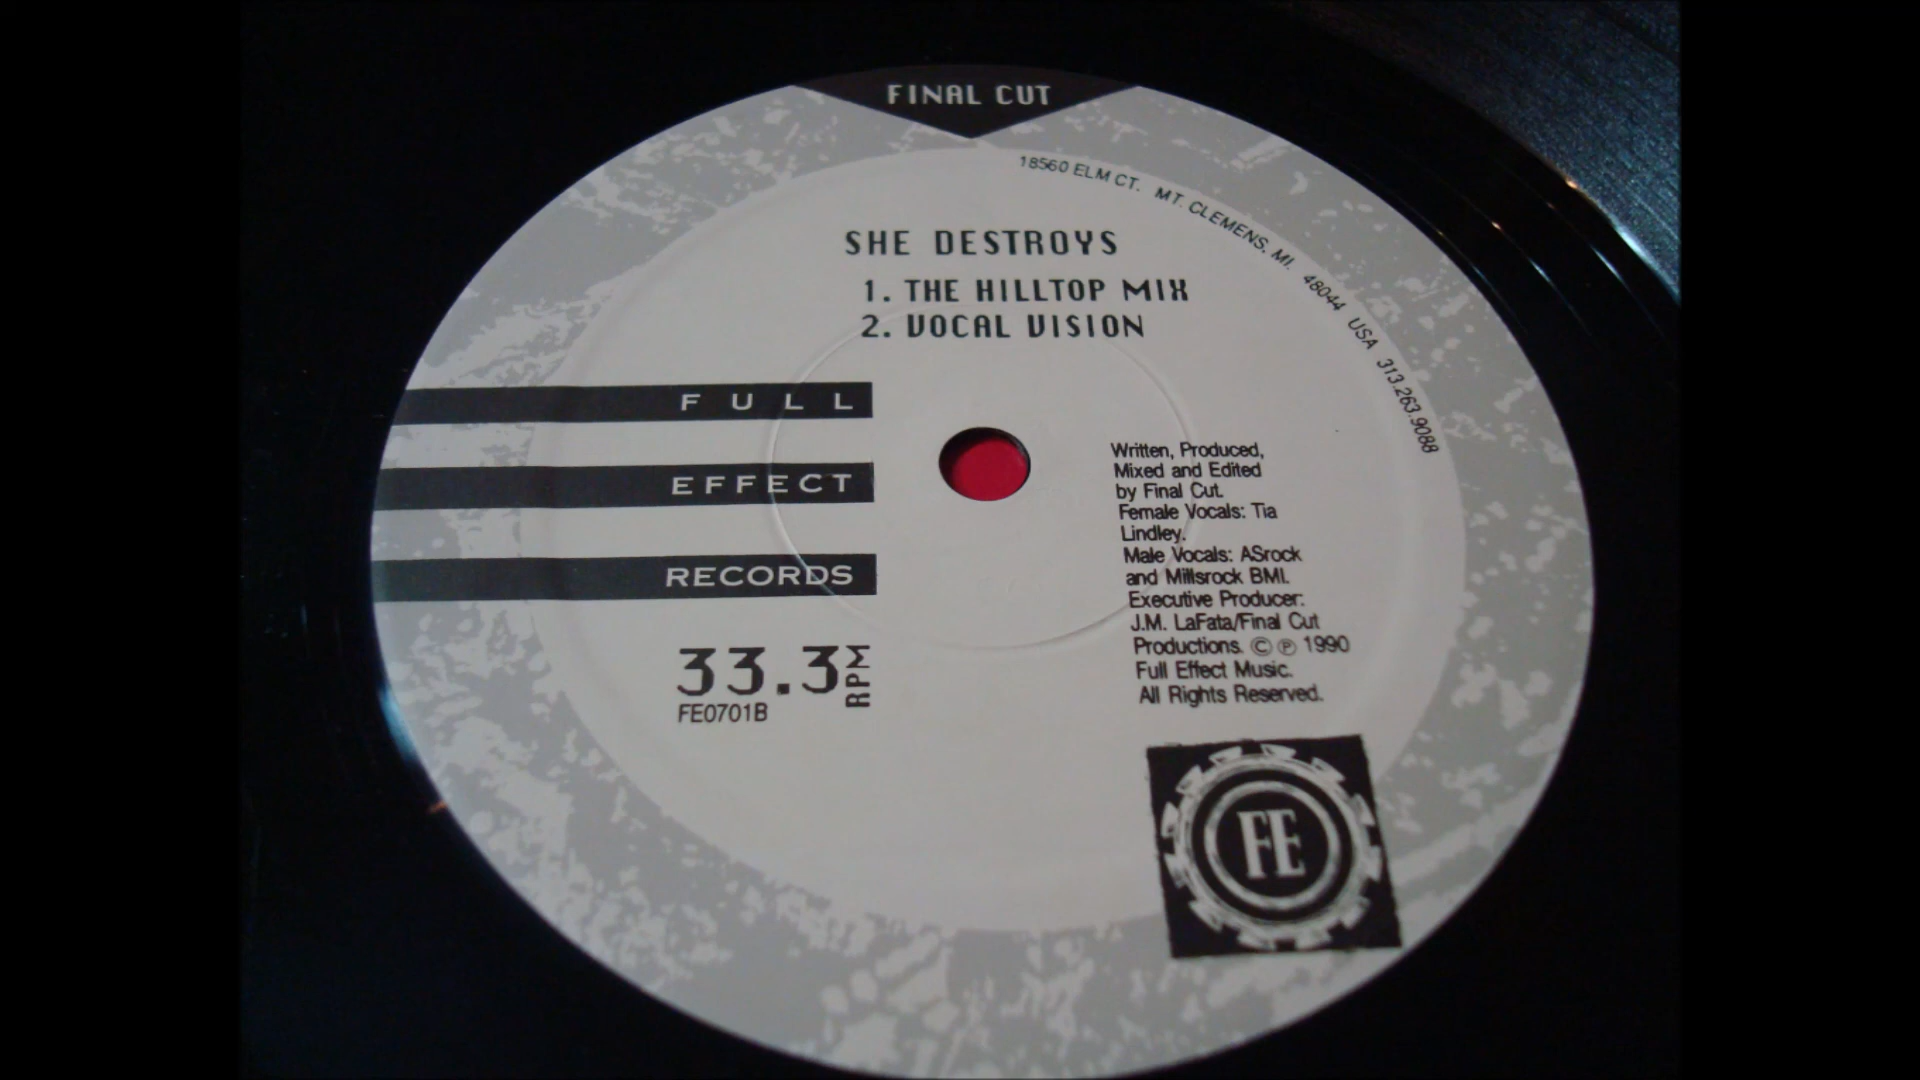 FINAL CUT
18560 ELM CT. MT. CLEMENS, MI. 48044 USA 313.263.9088
SHE DESTROYS
1. THE HILLTOP MIX
2. VOCAL VISION
FULL
EFFECT
RECORDS
33.3 RPM
FE0701B
Written, Produced,
Mixed and Edited
by Final Cut.
Female Vocals: Tia
Lindley.
Male Vocals: ASrock
and Millsrock BMI.
Executive Producer:
J.M. LaFata/Final Cut
Productions. © ℗ 1990
Full Effect Music.
All Rights Reserved.
FE